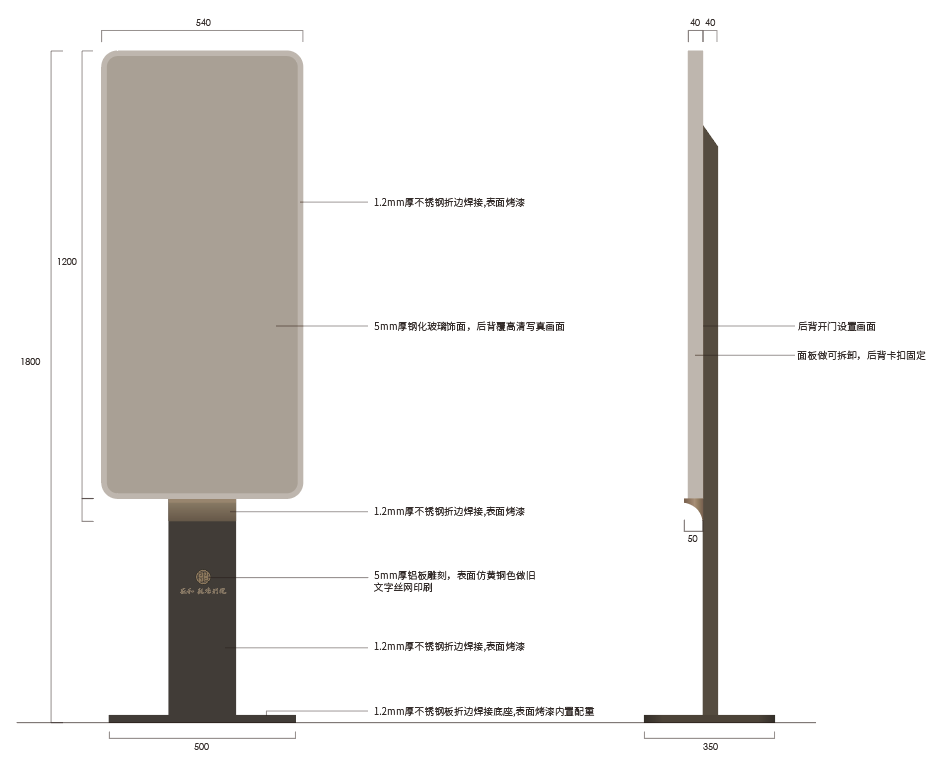 540
40 40
1.2mm厚不锈钢折边焊接,表面烤漆
1200
5mm厚钢化玻璃饰面，后背覆高清写真画面
后背开门设置画面
面板做可拆卸，后背卡扣固定
1800
1.2mm厚不锈钢折边焊接,表面烤漆
50
5mm厚铝板雕刻，表面仿黄铜色做旧
文字丝网印刷
1.2mm厚不锈钢折边焊接,表面烤漆
1.2mm厚不锈钢板折边焊接底座,表面烤漆内置配重
500
350